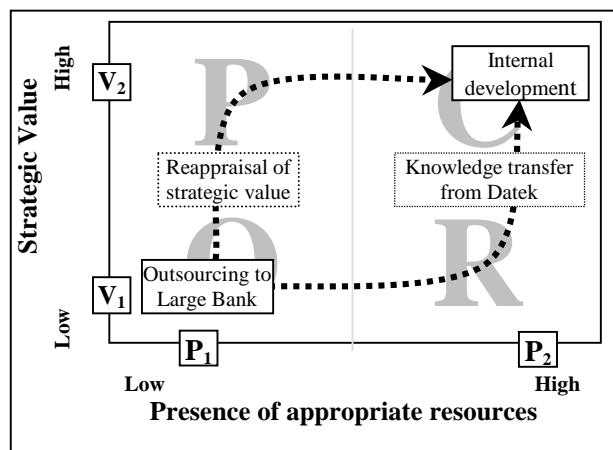 High
Strategic Value
Low
V2
V1
P
C
O
R
Internal
development
Reappraisal of
strategic value
Knowledge transfer
from Datek
Outsourcing to
Large Bank
P1
P2
Low
High
Presence of appropriate resources